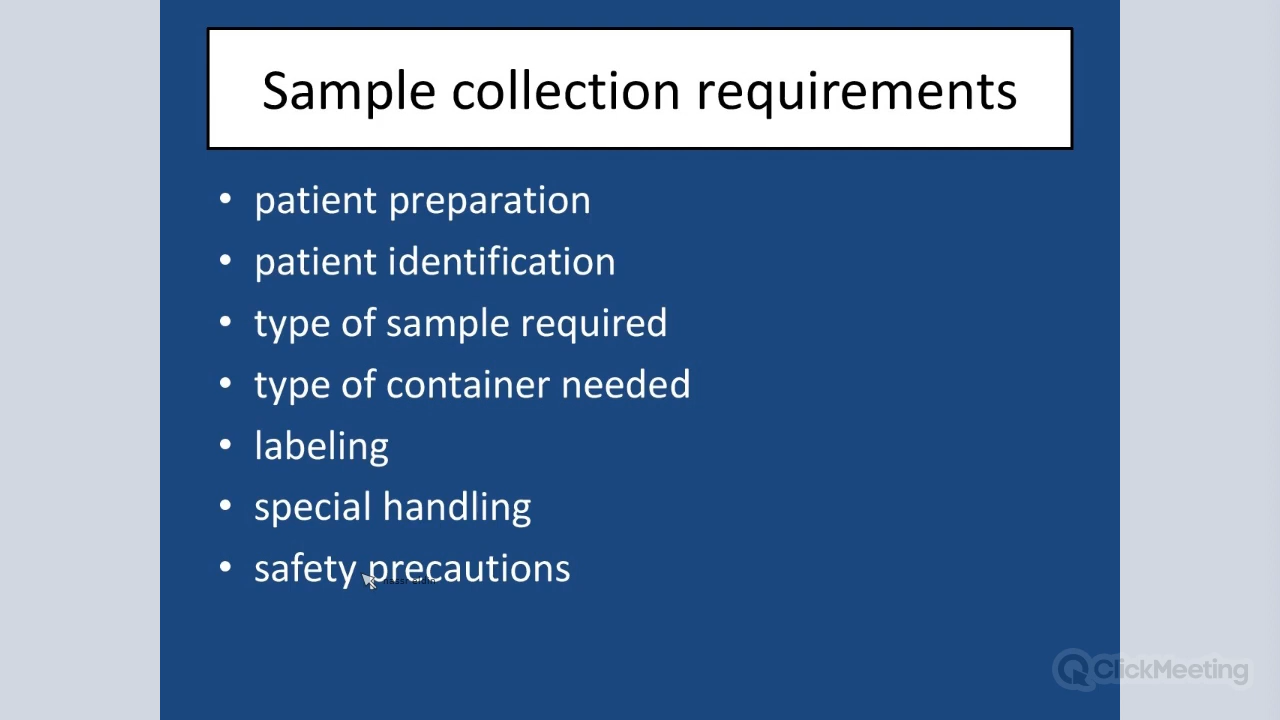 Sample collection requirements
• patient preparation
• patient identification
• type of sample required
• type of container needed
• labeling
• special handling
• safety precautions
ClickMeeting